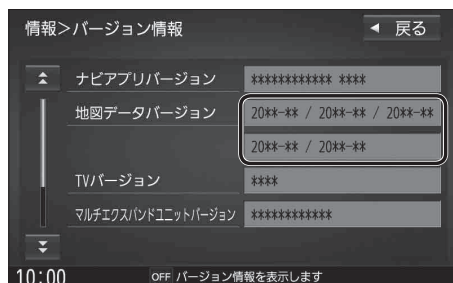 情報>バージョン情報
戻る
ナビアプリバージョン ************ ****
地図データバージョン 20**-** / 20**-** / 20**-**
20**-** / 20**-**
TVバージョン ****
マルチエクスパンドユニットバージョン ************
10:00 OFF バージョン情報を表示します